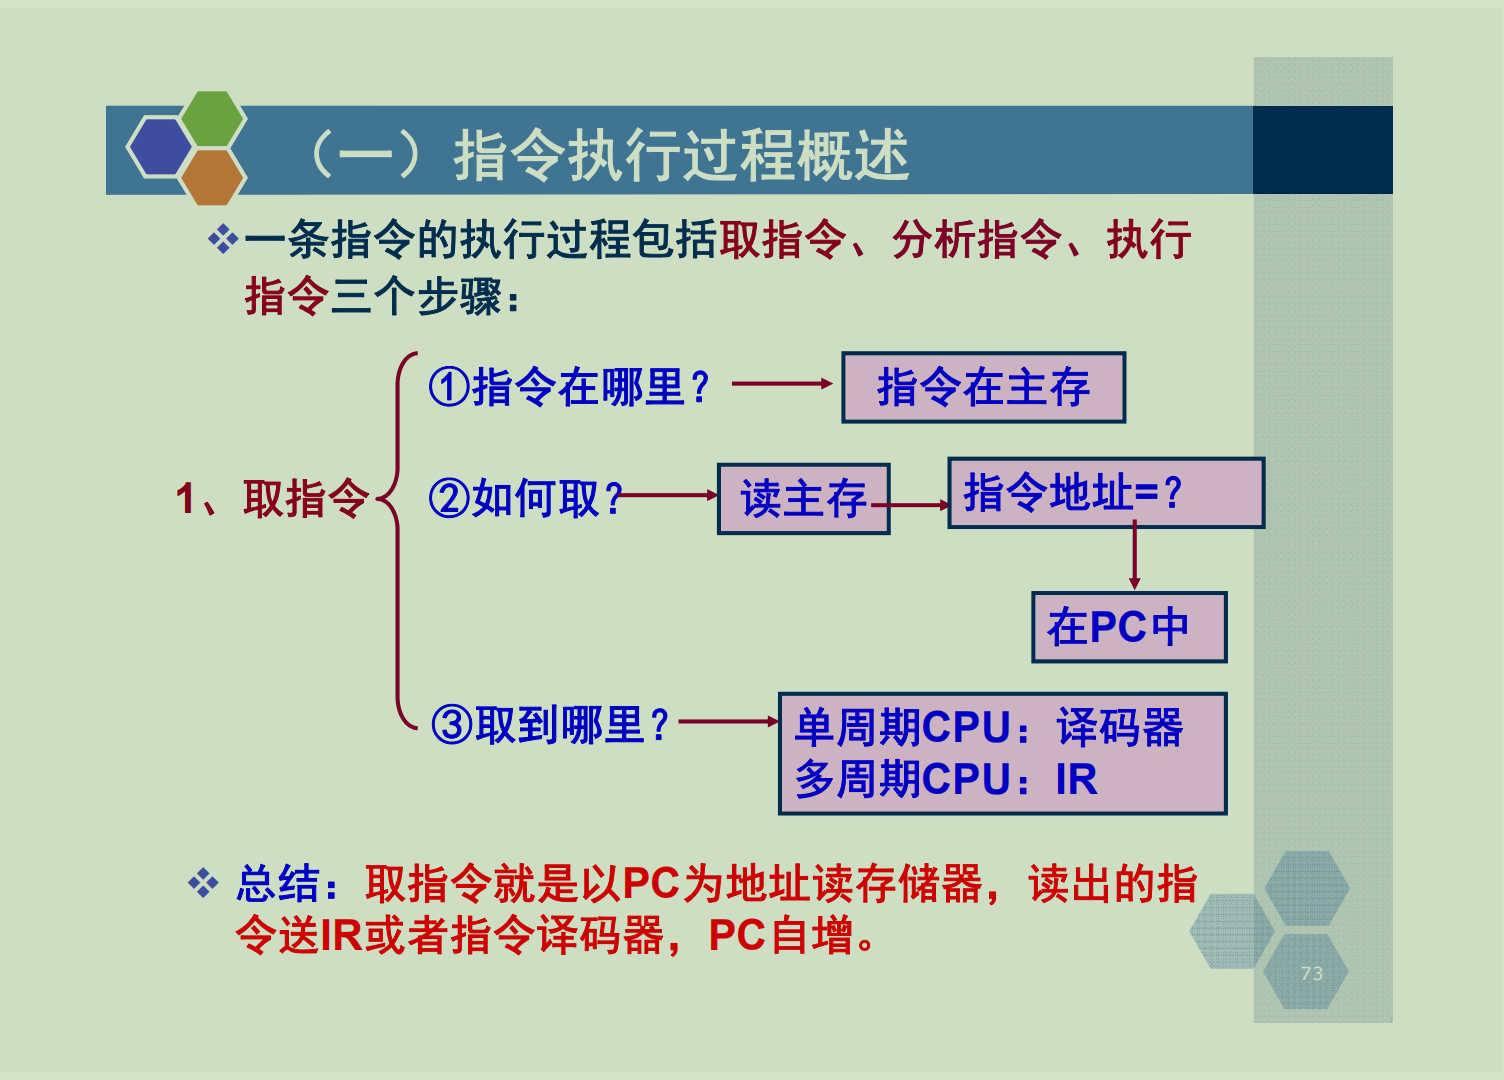 （一）指令执行过程概述
一条指令的执行过程包括取指令、分析指令、执行
指令三个步骤：
①指令在哪里？
指令在主存
1、取指令
②如何取？
读主存
指令地址=？
在PC中
③取到哪里？
单周期CPU：译码器
多周期CPU：IR
总结：取指令就是以PC为地址读存储器，读出的指
令送IR或者指令译码器，PC自增。
73